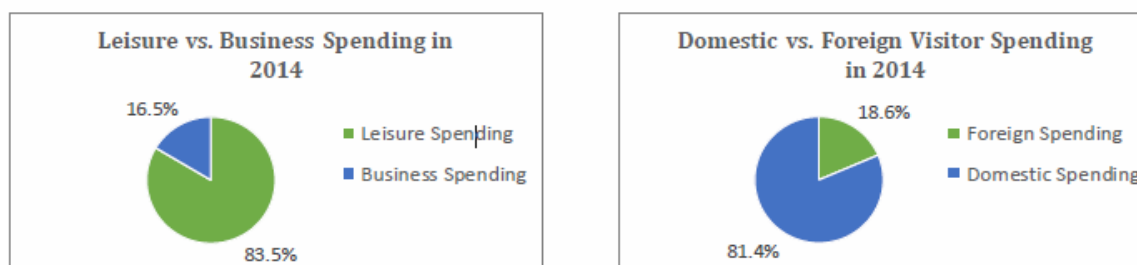 Leisure vs. Business Spending in
2014
16.5%
Leisure Spending
Business Spending
83.5%
Domestic vs. Foreign Visitor Spending
in 2014
18.6%
Foreign Spending
Domestic Spending
81.4%